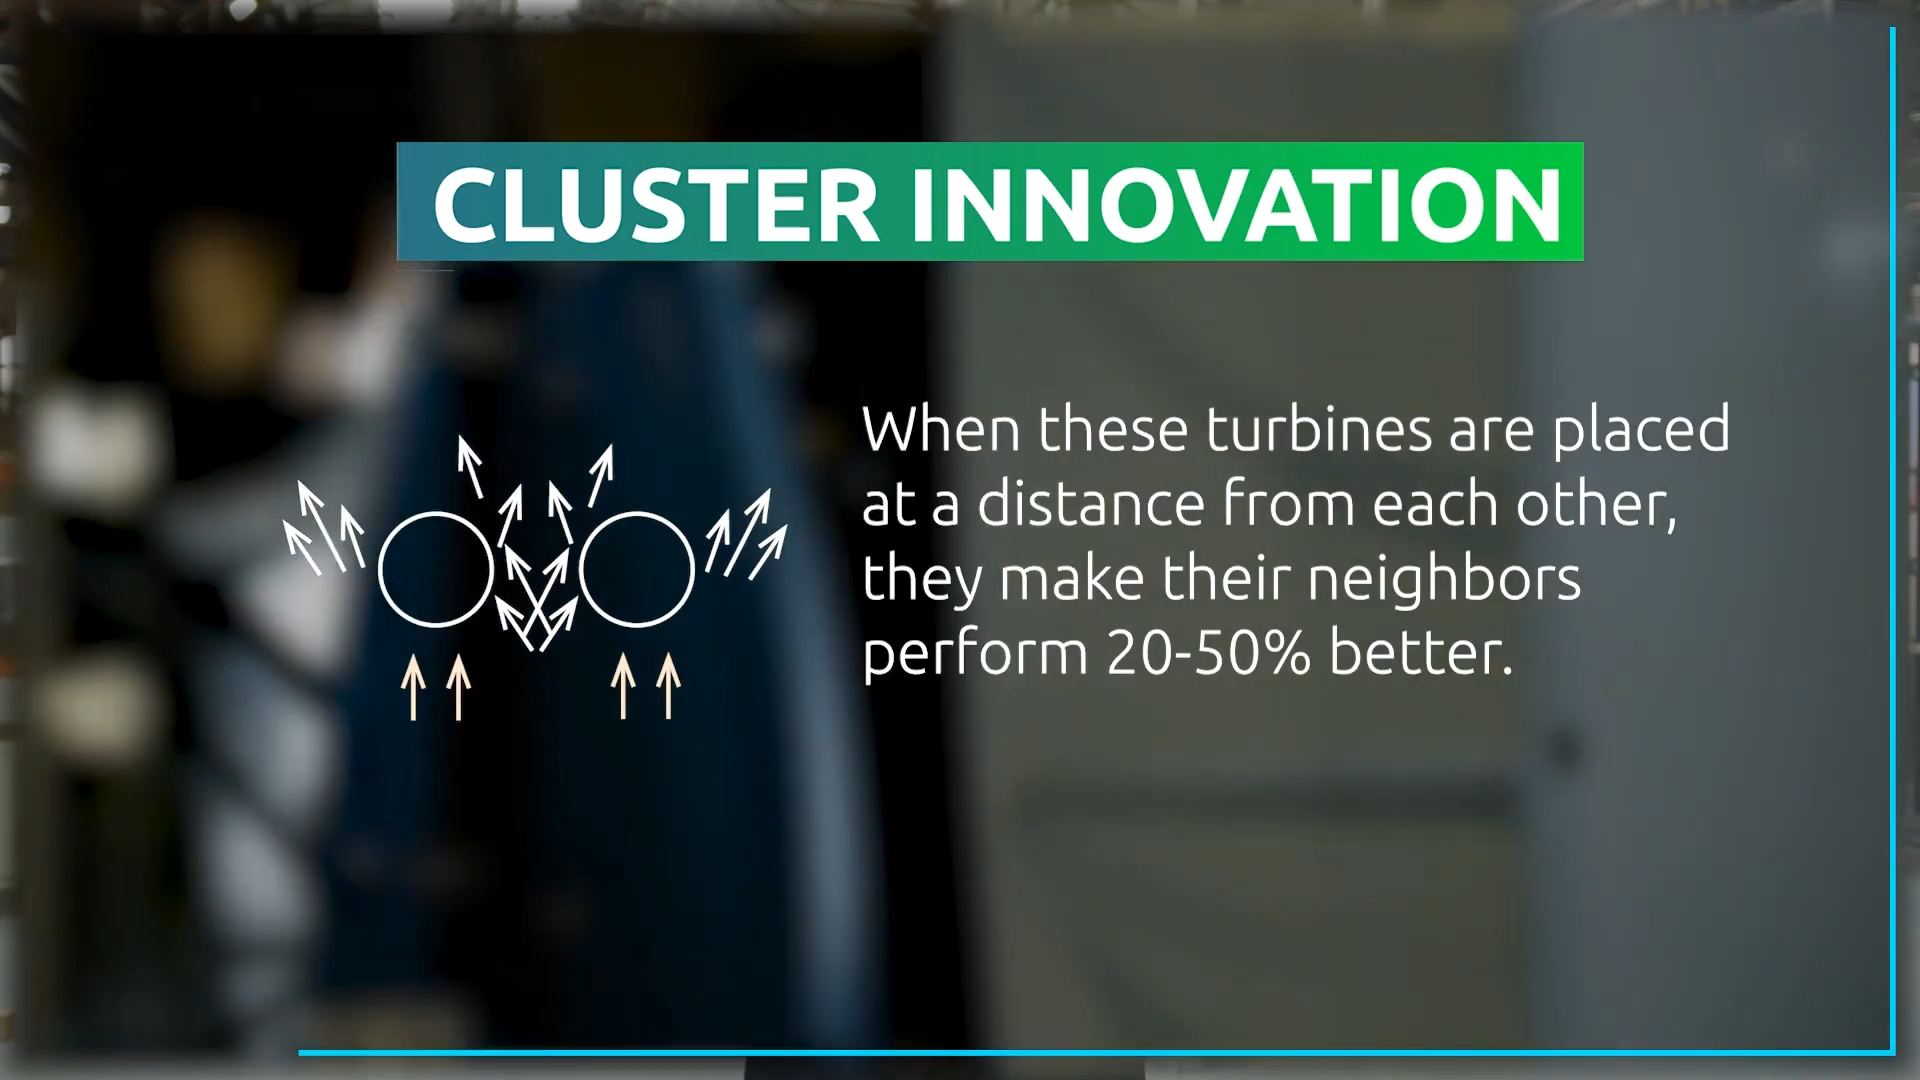 CLUSTER INNOVATION
When these turbines are placed
at a distance from each other,
they make their neighbors
perform 20-50% better.